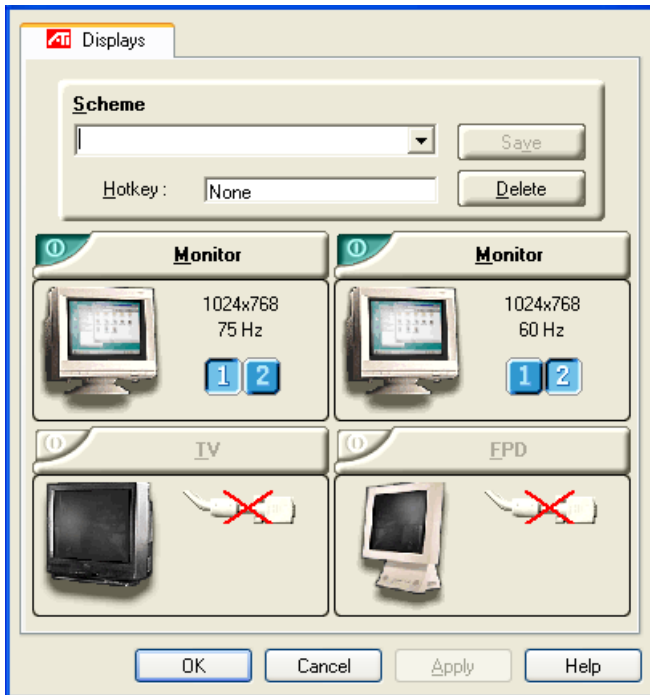 ATI Displays
Scheme
Save
Hotkey : None
Delete
Monitor
1024x768
75 Hz
1 2
Monitor
1024x768
60 Hz
1 2
TV
FPD
OK Cancel Apply Help